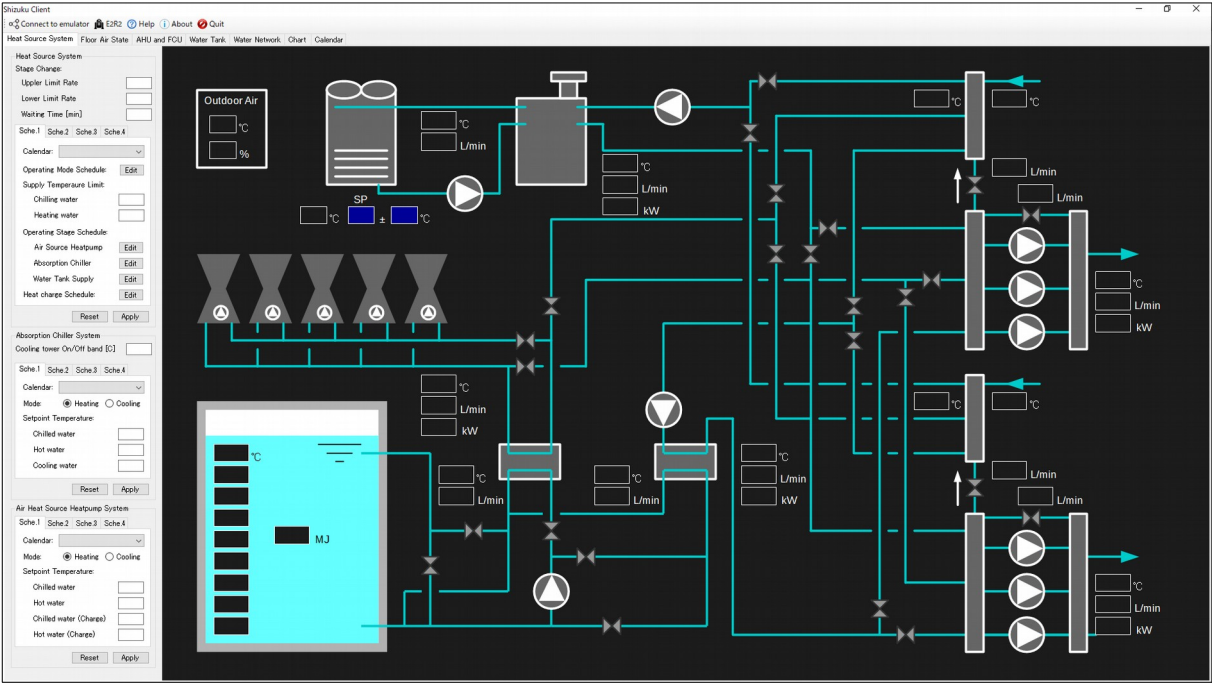 Shizuku Client
Connect to emulator E2R2 Help About Quit
Heat Source System Floor Air State AHU and FCU Water Tank Water Network Chart Calendar
Heat Source System
Stage Change:
Uppler Limit Rate
Lower Limit Rate
Waiting Time [min]
Sche.1 Sche.2 Sche.3 Sche.4
Calendar:
Operating Mode Schedule: Edit
Supply Temperaure Limit:
Chilling water
Heating water
Operating Stage Schedule:
Air Source Heatpump Edit
Absorption Chiller Edit
Water Tank Supply Edit
Heat charge Schedule: Edit
Reset Apply
Absorption Chiller System
Cooling tower On/Off band [C]
Sche.1 Sche.2 Sche.3 Sche.4
Calendar:
Mode: Heating Cooling
Setpoint Temperature:
Chilled water
Hot water
Cooling water
Reset Apply
Air Heat Source Heatpump System
Sche.1 Sche.2 Sche.3 Sche.4
Calendar:
Mode: Heating Cooling
Setpoint Temperature:
Chilled water
Hot water
Chilled water (Charge)
Hot water (Charge)
Reset Apply
Outdoor Air
℃
%
℃
L/min
SP
℃ ± ℃
℃
L/min
kW
℃ ℃
L/min
L/min
℃
L/min
kW
℃
L/min
kW
℃
MJ
℃
L/min
℃
L/min
℃
L/min
kW
℃ ℃
L/min
L/min
℃
L/min
kW